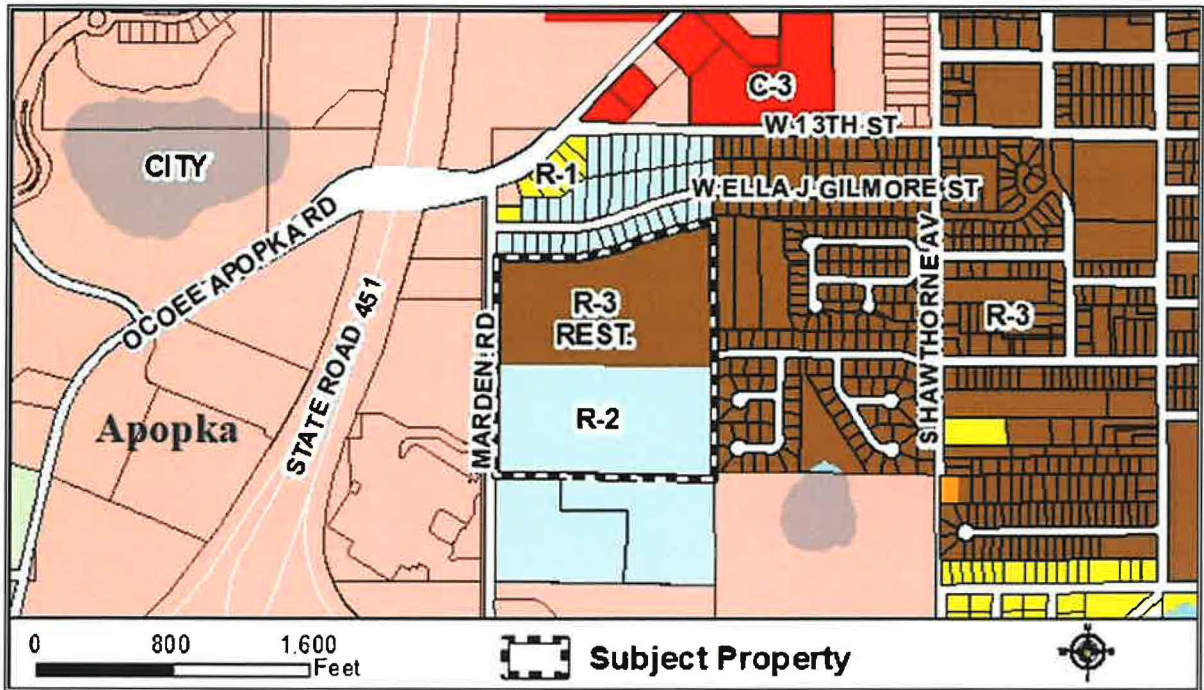 C-3
W 13TH ST
CITY
R-1
W ELLA J GILMORE ST
OCOEE APOPKA RD
STATE ROAD 451
MARDEN RD
R-3
REST.
S HAWTHORNE AV
R-3
R-2
Apopka
0 800 1,600
Feet
Subject Property